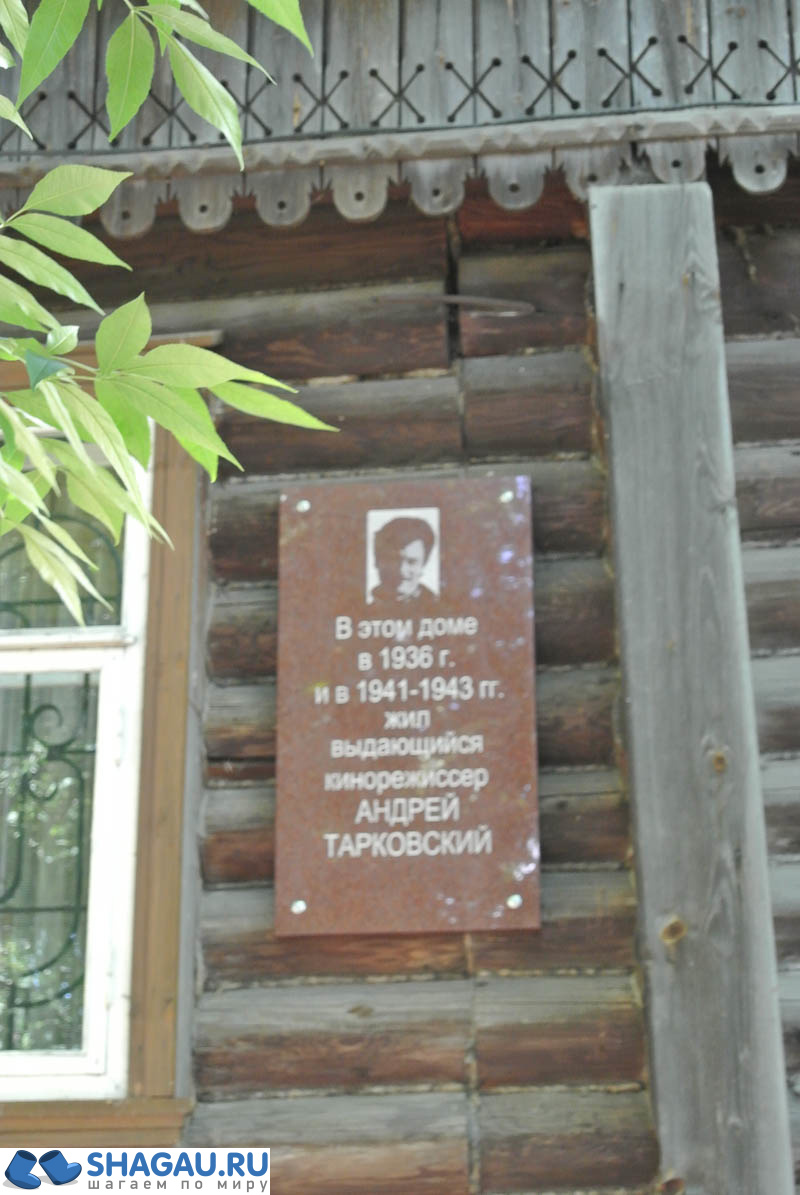 В этом доме
в 1936 г.
и в 1941-1943 гг.
жил
выдающийся
кинорежиссер
АНДРЕЙ
ТАРКОВСКИЙ
SHAGAU.RU
шагаем по миру